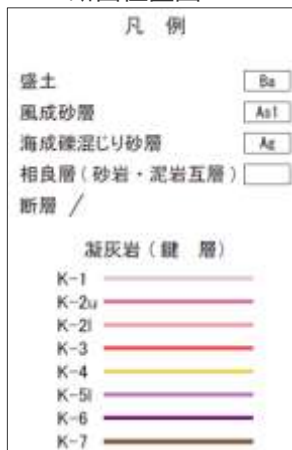 凡 例
盛土 Ba
風成砂層 As1
海成礫混じり砂層 Ag
相良層(砂岩・泥岩互層)
断層
凝灰岩(鍵 層)
K-1
K-2u
K-2l
K-3
K-4
K-5l
K-6
K-7